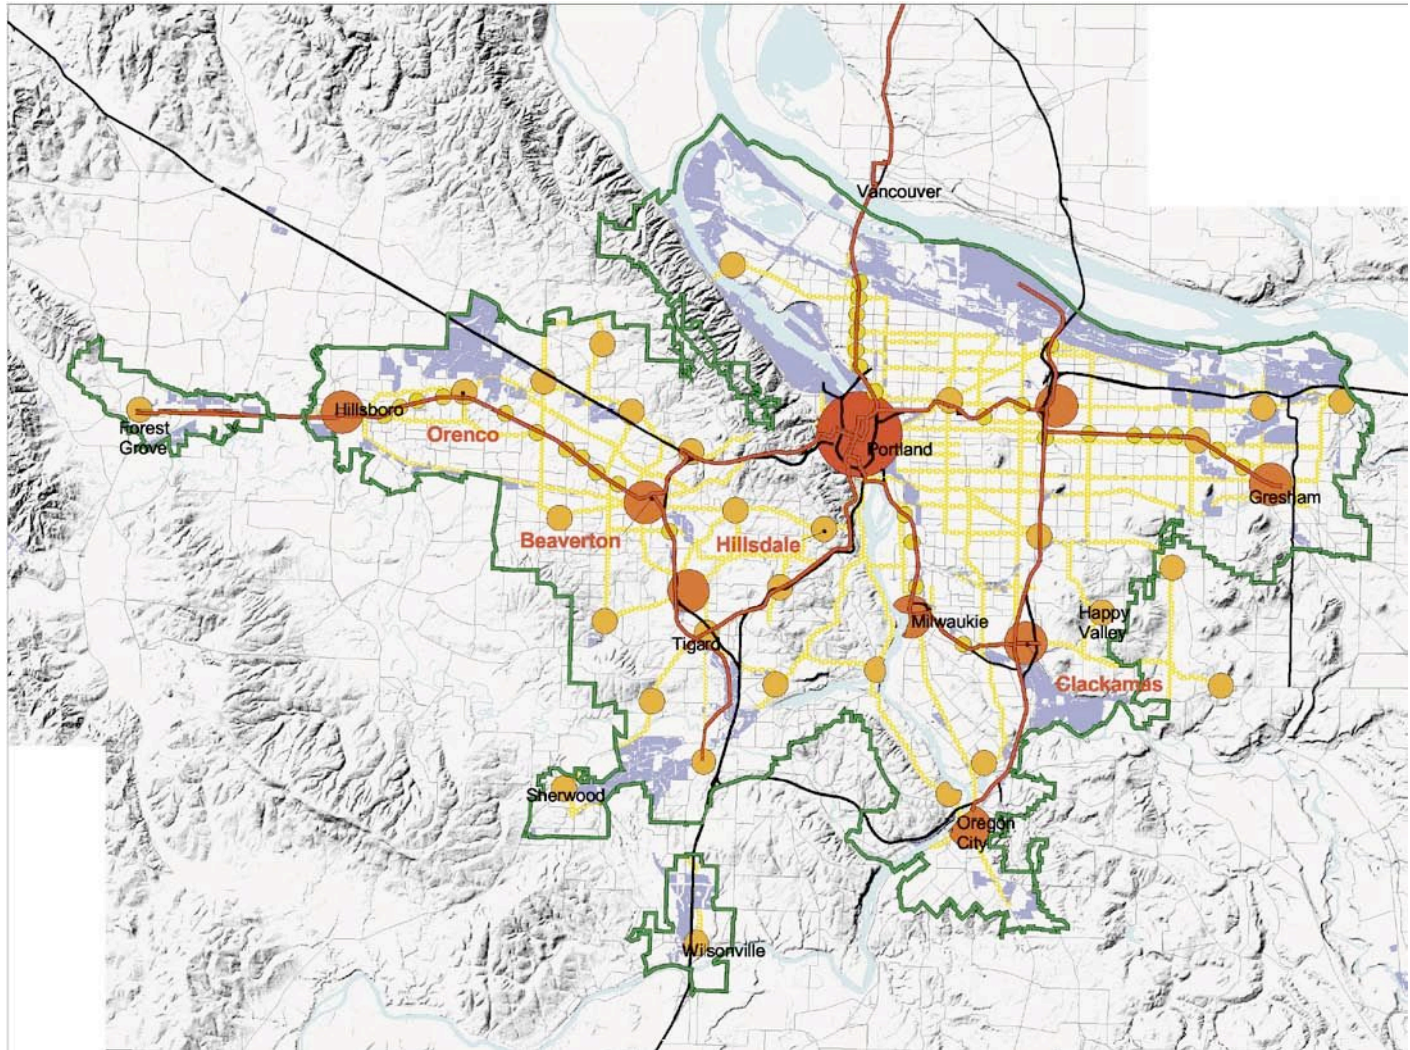 Vancouver
Hillsboro
Forest
Grove
Orenco
Portland
Gresham
Beaverton
Hillsdale
Happy
Valley
Milwaukie
Tigard
Clackamas
Sherwood
Oregon
City
Wilsonville